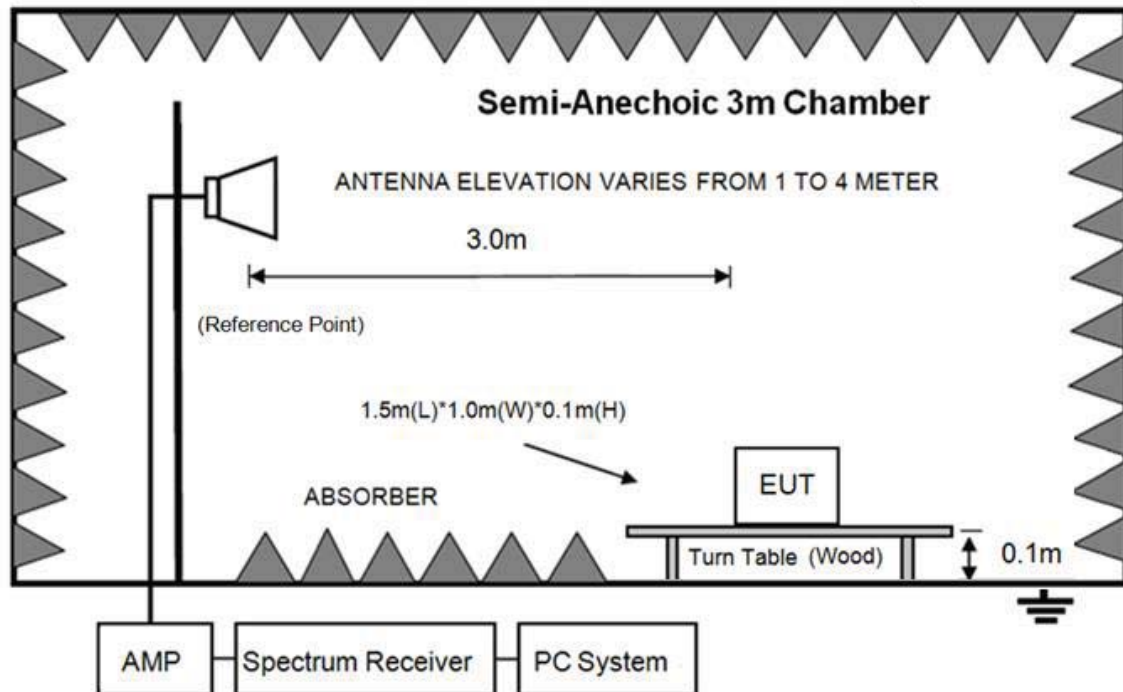 Semi-Anechoic 3m Chamber
ANTENNA ELEVATION VARIES FROM 1 TO 4 METER
3.0m
(Reference Point)
1.5m(L)*1.0m(W)*0.1m(H)
ABSORBER
EUT
Turn Table (Wood)
0.1m
AMP
Spectrum Receiver
PC System